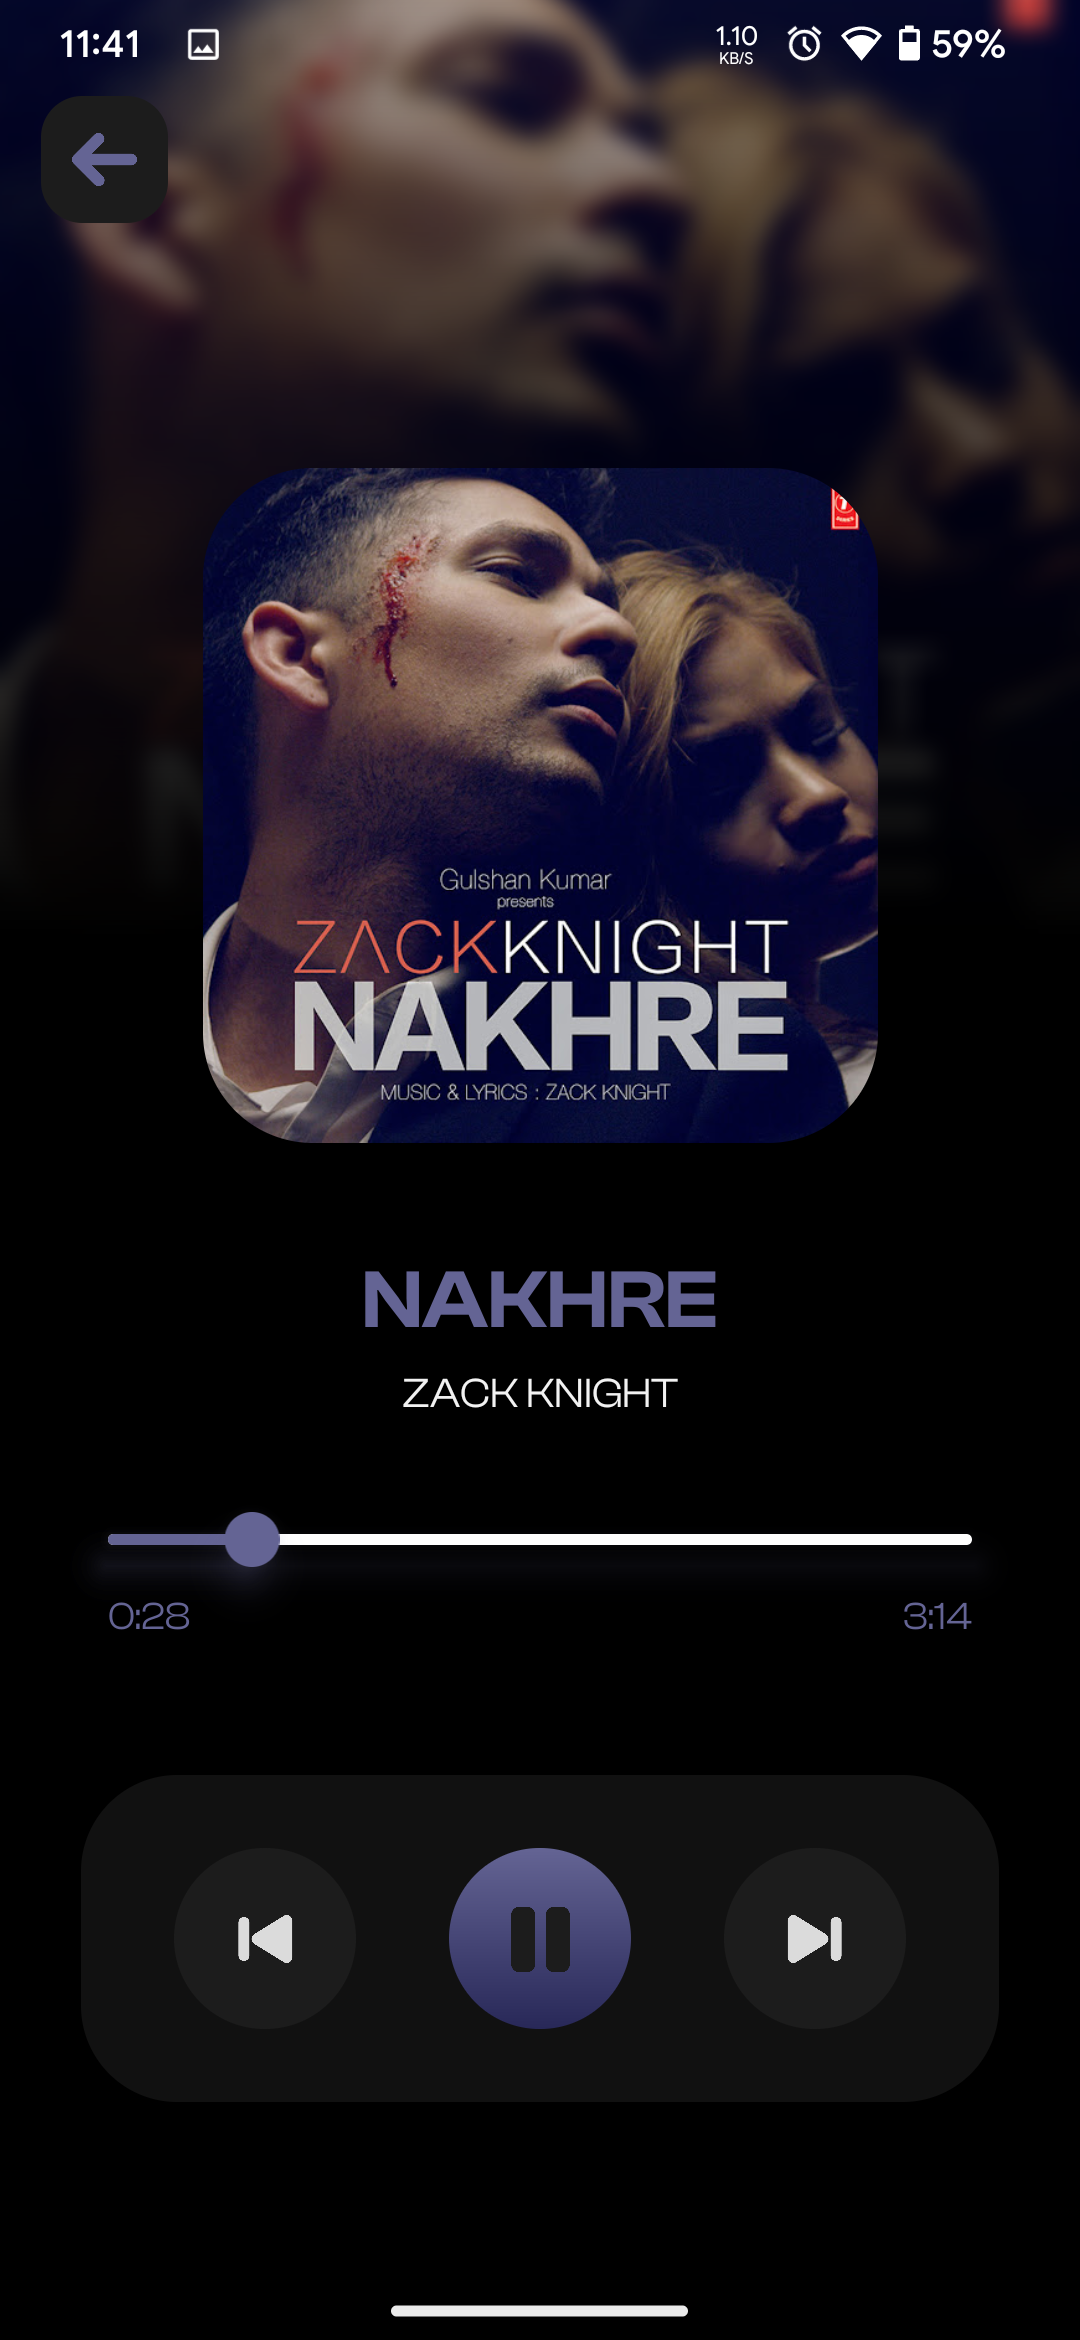 11:41
1.10
KB/S
59%
Gulshan Kumar
presents
ZΛCKKNIGHT
NAKHRE
MUSIC & LYRICS : ZACK KNIGHT
NAKHRE
ZACK KNIGHT
0:28 3:14